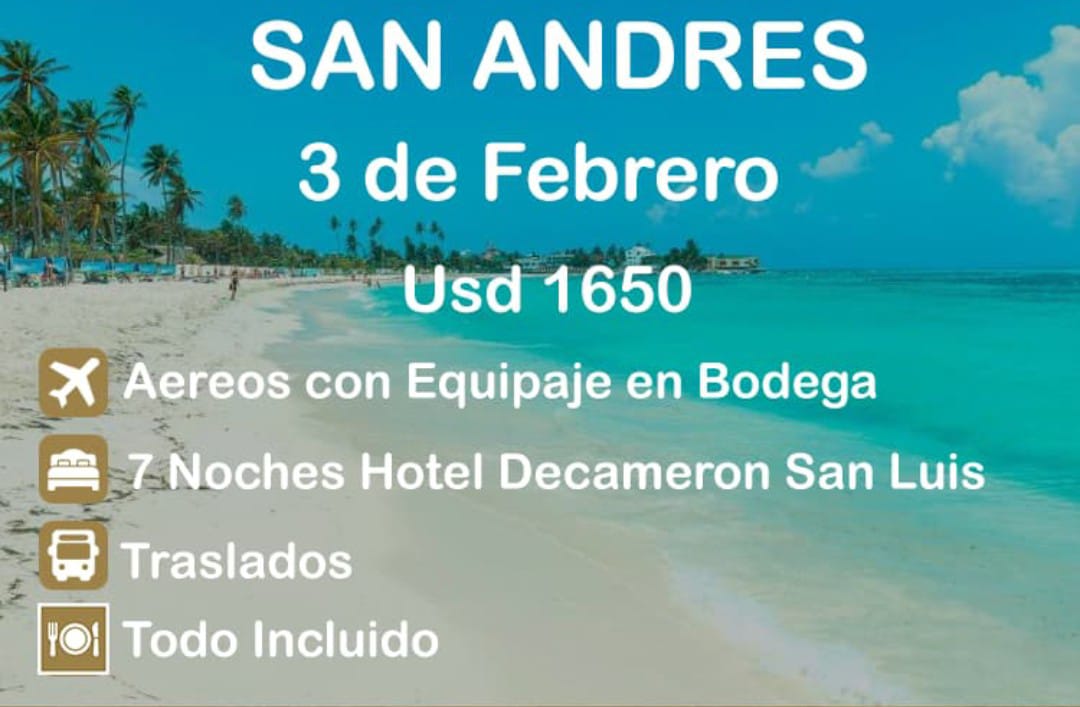 SAN ANDRES
3 de Febrero
Usd 1650
Aereos con Equipaje en Bodega
7 Noches Hotel Decameron San Luis
Traslados
Todo Incluido